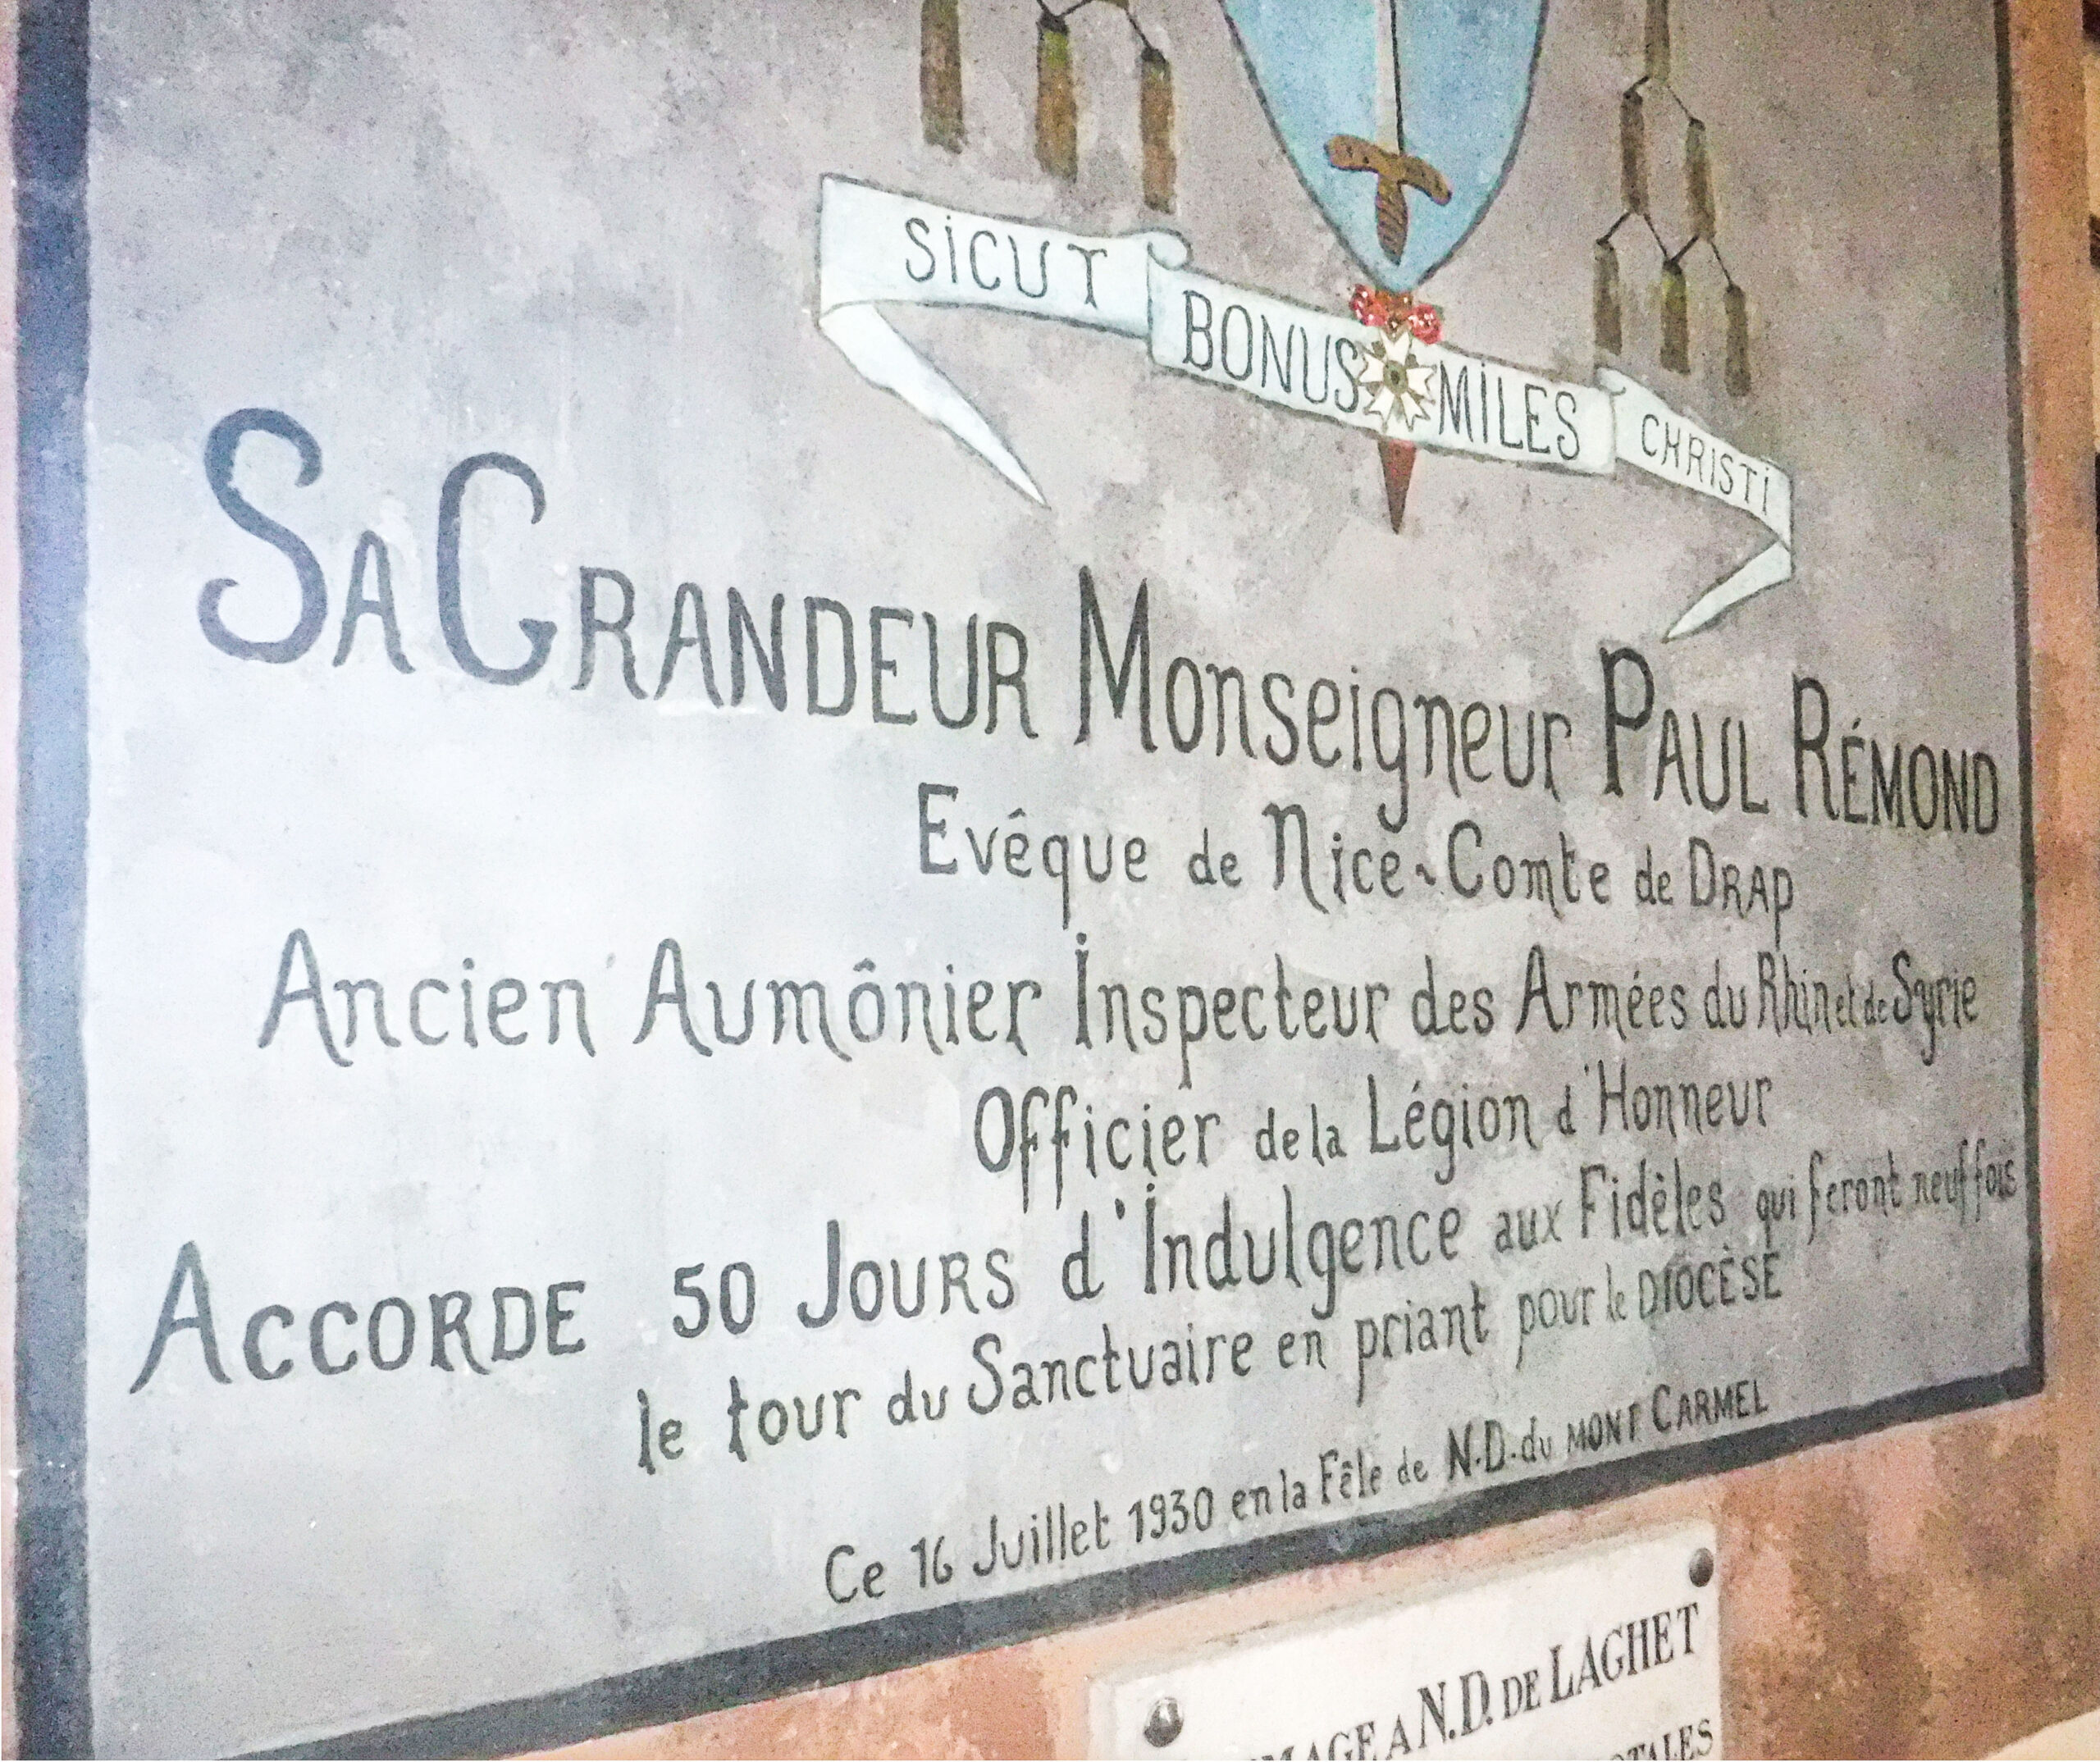 SiCUT BONUS MiLES CHRISTi
SA GRANDEUR Monseigneur PAUL RÉMOND
Evêque de Nice-Comte de DRAP
Ancien Aumônier Inspecteur des Armées du Rhin et de Syrie
Officier de la Légion d'Honneur
ACCORDE 50 JOURS d'Indulgence aux Fidèles qui feront neuf fois
le tour du Sanctuaire en priant pour le DIOCÈSE
Ce 16 Juillet 1930 en la Fête de N.D. du MONT CARMEL
A N.D. DE LAGHET